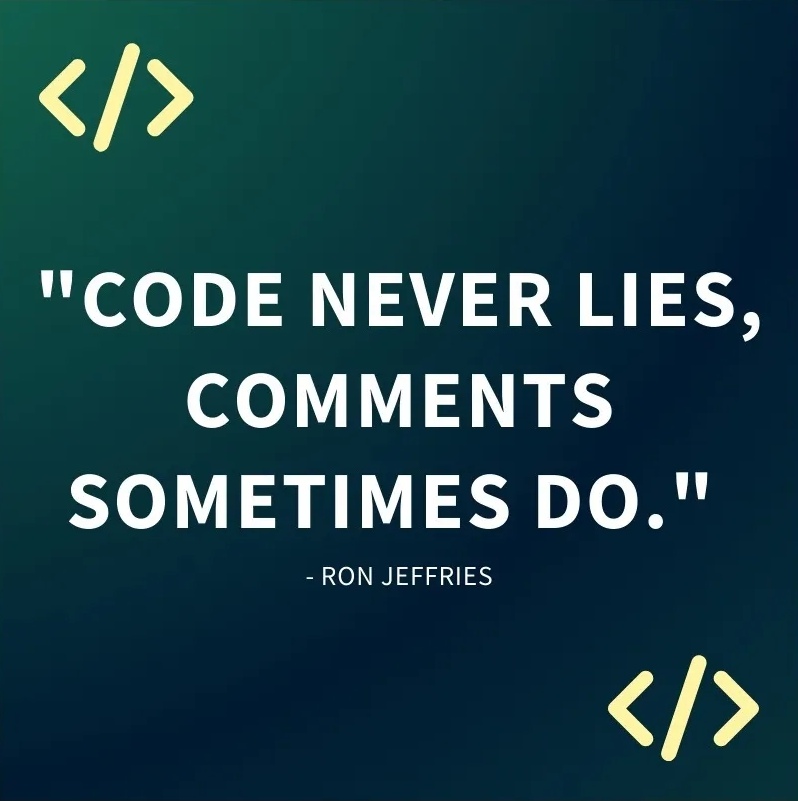 </>
"CODE NEVER LIES,
COMMENTS
SOMETIMES DO."
- RON JEFFRIES
</>